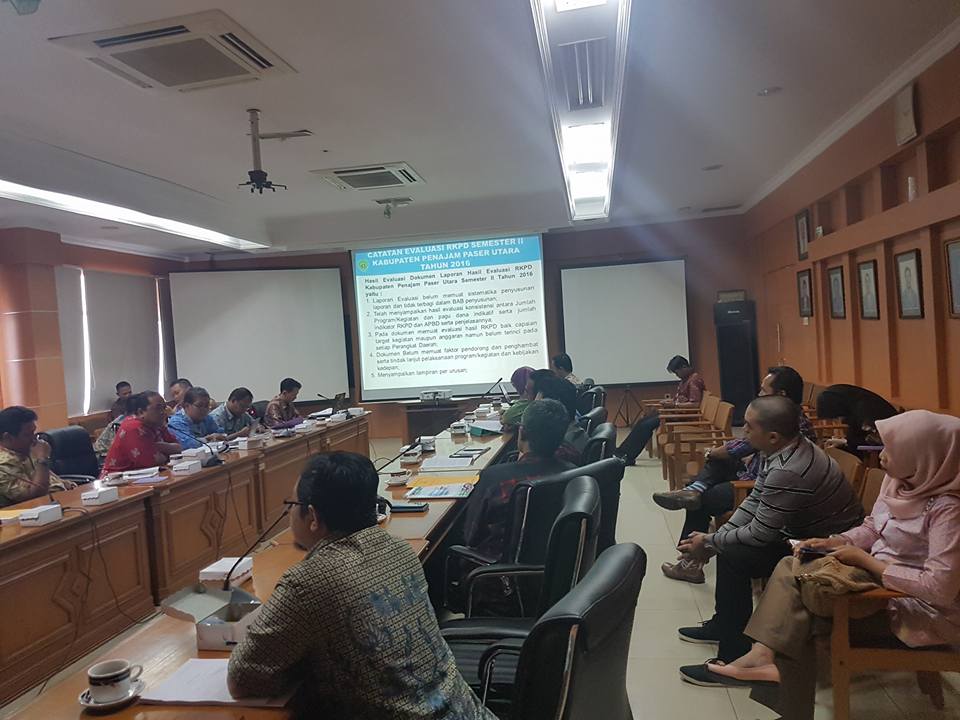 CATATAN EVALUASI RKPD SEMESTER II
KABUPATEN PENAJAM PASER UTARA
TAHUN 2016
Hasil Evaluasi Dokumen Laporan Hasil Evaluasi RKPD
Kabupaten Penajam Paser Utara Semester II Tahun 2016
yaitu :
1. Laporan Evaluasi belum memuat sistematika penyusunan
laporan dan tidak terbagi dalam BAB penyusunan;
2. Telah menyampaikan hasil evaluasi konsistensi antara Jumlah
Program/Kegiatan dan pagu dana indikatif serta jumlah
indikator RKPD dan APBD serta penjelasannya;
3. Pada dokumen memuat evaluasi hasil RKPD baik capaian
target kegiatan maupun anggaran namun belum terinci pada
setiap Perangkat Daerah;
4. Dokumen Belum memuat faktor pendorong dan penghambat
serta tindak lanjut pelaksanaan program/kegiatan dan kebijakan
kedepan;
5. Menyampaikan lampiran per urusan;